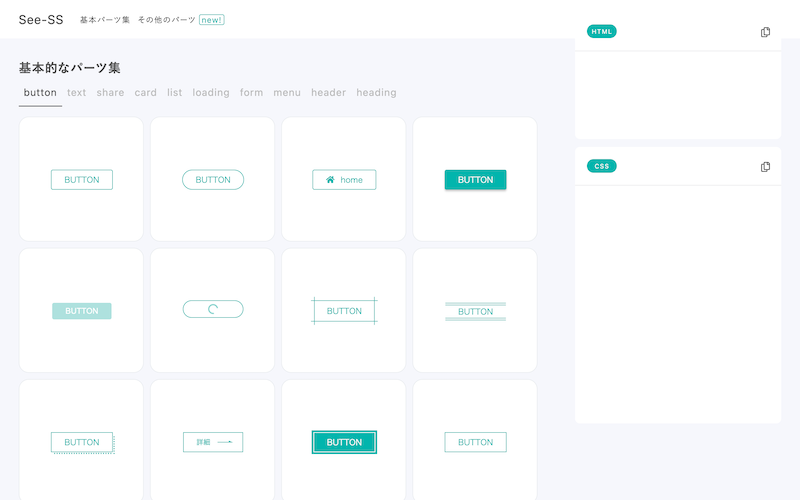 See-SS 基本パーツ集 その他のパーツ new!
基本的なパーツ集
button text share card list loading form menu header heading
BUTTON BUTTON home BUTTON
BUTTON BUTTON BUTTON
BUTTON 詳細 BUTTON BUTTON
HTML
CSS